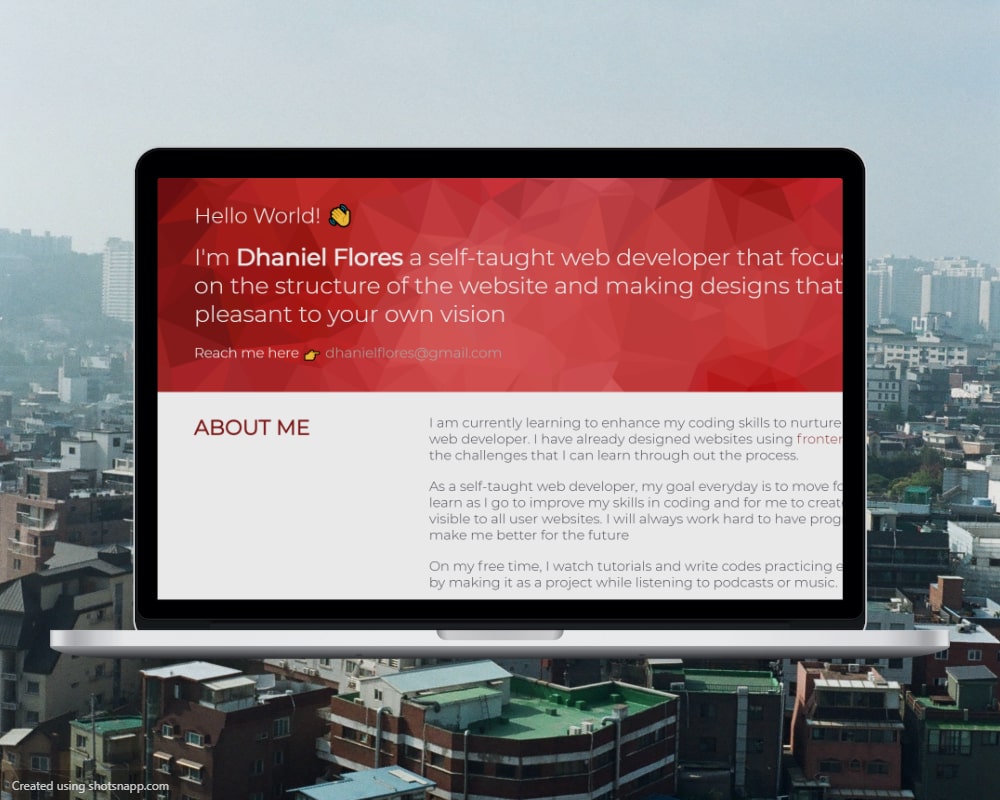 Hello World! 👋
I'm Dhaniel Flores a self-taught web developer that focu
on the structure of the website and making designs that
pleasant to your own vision
Reach me here 👉 dhanielflores@gmail.com
ABOUT ME
I am currently learning to enhance my coding skills to nurture
web developer. I have already designed websites using fronter
the challenges that I can learn through out the process.
As a self-taught web developer, my goal everyday is to move fo
learn as I go to improve my skills in coding and for me to creat
visible to all user websites. I will always work hard to have prog
make me better for the future
On my free time, I watch tutorials and write codes practicing e
by making it as a project while listening to podcasts or music.
Created using shotsnapp.com